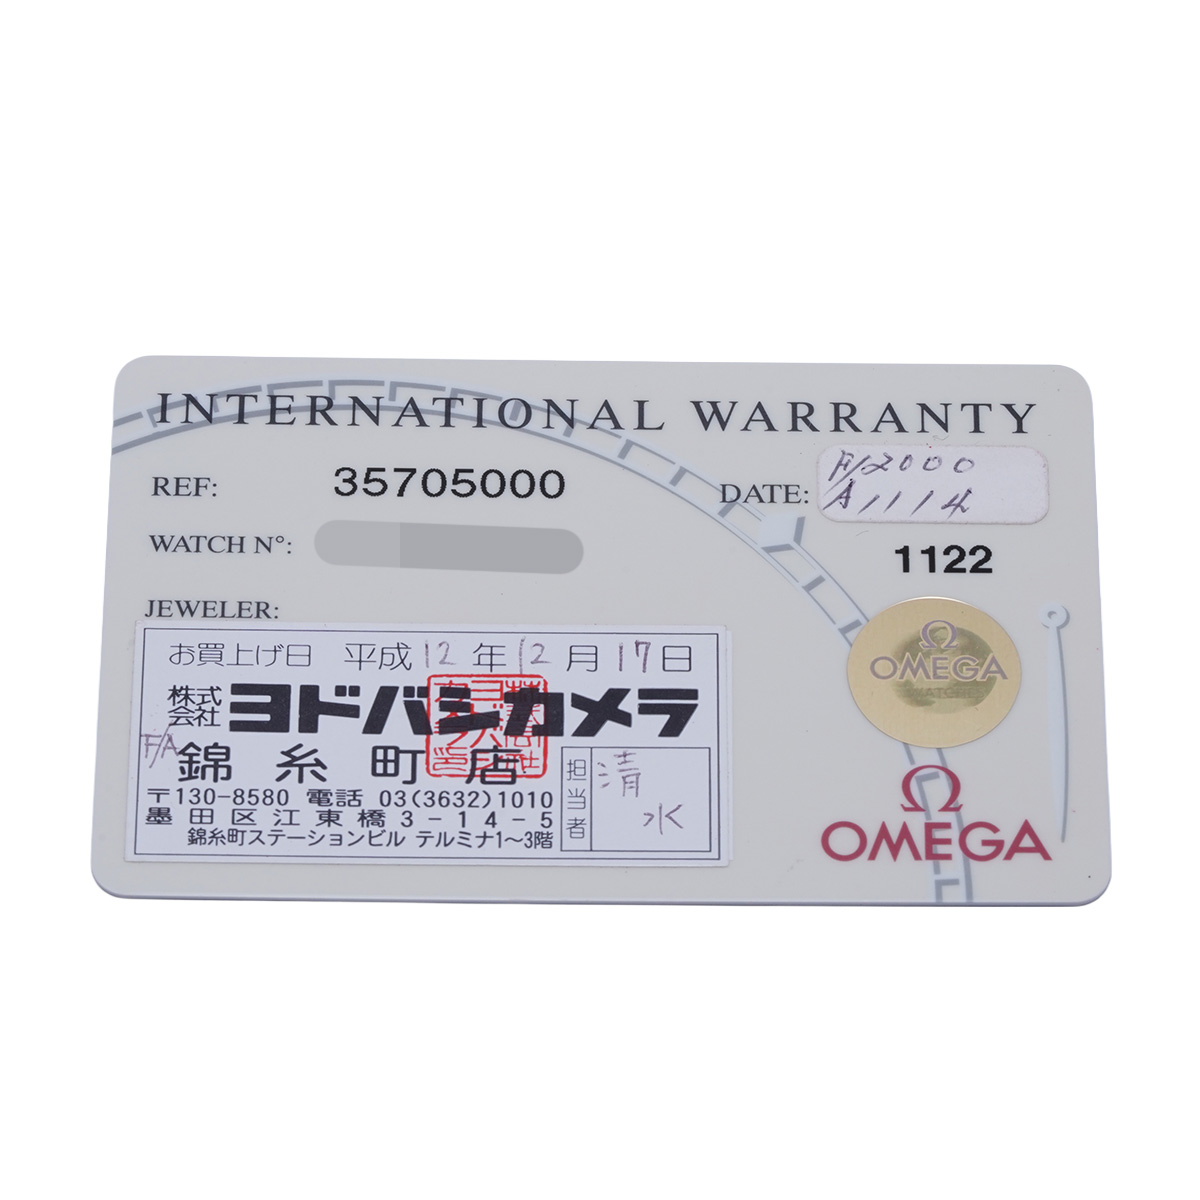 INTERNATIONAL WARRANTY
REF: 35705000
DATE: F/2000
A1114
WATCH N°:
1122
JEWELER:
Ω
OMEGA
WATCHES
お買上げ日 平成12年12月17日
株式会社 ヨドバシカメラ
F/A
錦糸町店
〒130-8580 電話 03(3632)1010
墨田区江東橋3-14-5
錦糸町ステーションビル テルミナ1~3階
担当者 清水
Ω
OMEGA